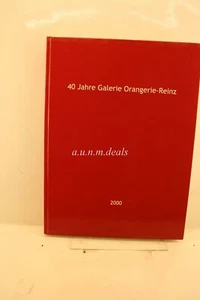 40 Jahre Galerie Orangerie-Reinz
a.u.n.m.deals
2000